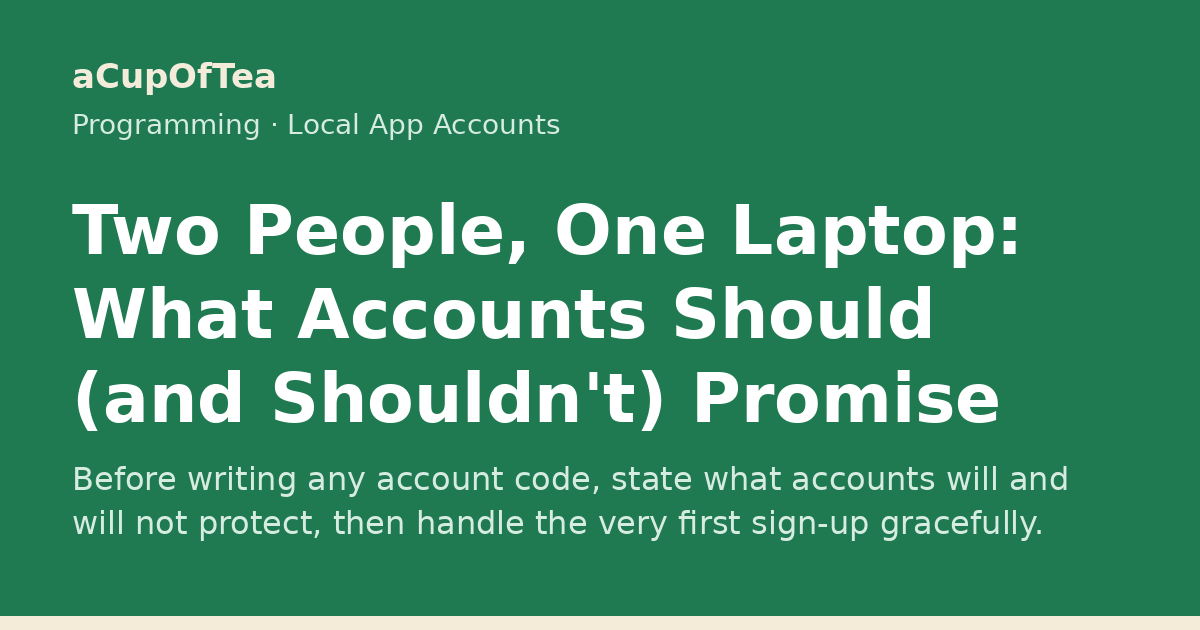 aCupOfTea
Programming · Local App Accounts
Two People, One Laptop:
What Accounts Should
(and Shouldn't) Promise
Before writing any account code, state what accounts will and
will not protect, then handle the very first sign-up gracefully.